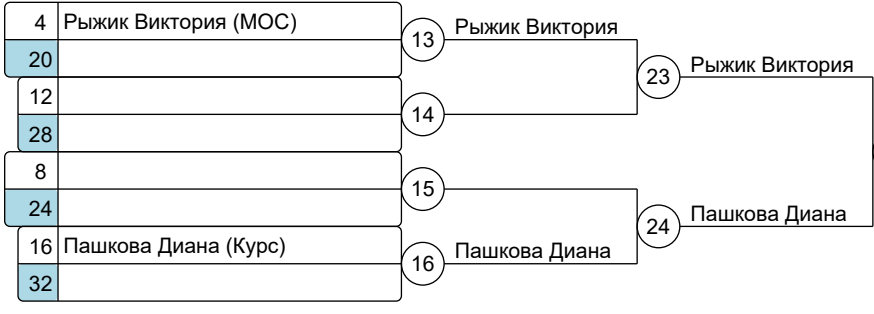 4 Рыжик Виктория (МОС)
20
13 Рыжик Виктория
12
28
14
23 Рыжик Виктория
8
24
15
16 Пашкова Диана (Курс)
32
16 Пашкова Диана
24 Пашкова Диана